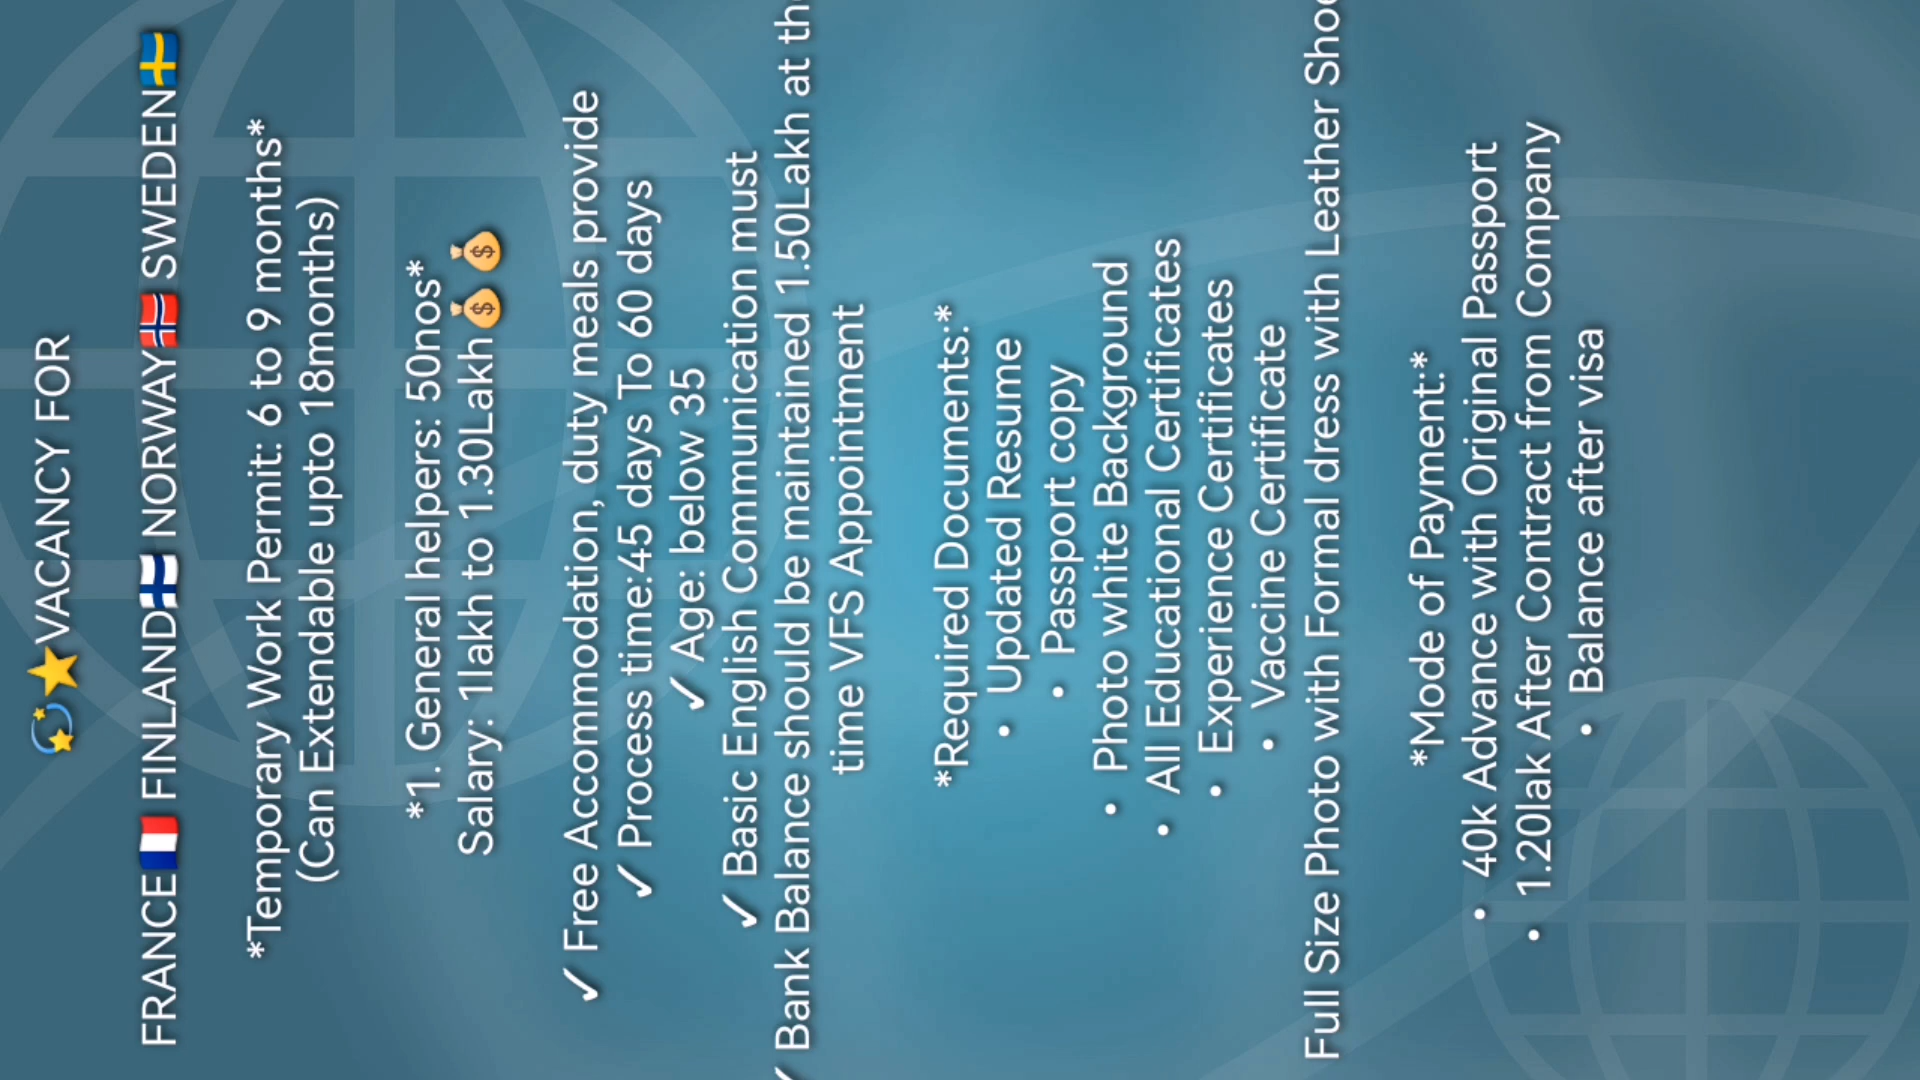 💫⭐VACANCY FOR
FRANCE🇫🇷 FINLAND🇫🇮 NORWAY🇳🇴 SWEDEN🇸🇪
*Temporary Work Permit: 6 to 9 months*
(Can Extendable upto 18months)
*1. General helpers: 50nos*
Salary: 1lakh to 1.30Lakh💰💰
✓ Free Accommodation, duty meals provide
✓ Process time:45 days To 60 days
✓ Age: below 35
✓ Basic English Communication must
✓ Bank Balance should be maintained 1.50Lakh at the
time VFS Appointment
*Required Documents:*
• Updated Resume
• Passport copy
• Photo white Background
• All Educational Certificates
• Experience Certificates
• Vaccine Certificate
Full Size Photo with Formal dress with Leather Shoe
*Mode of Payment:*
• 40k Advance with Original Passport
• 1.20lak After Contract from Company
• Balance after visa